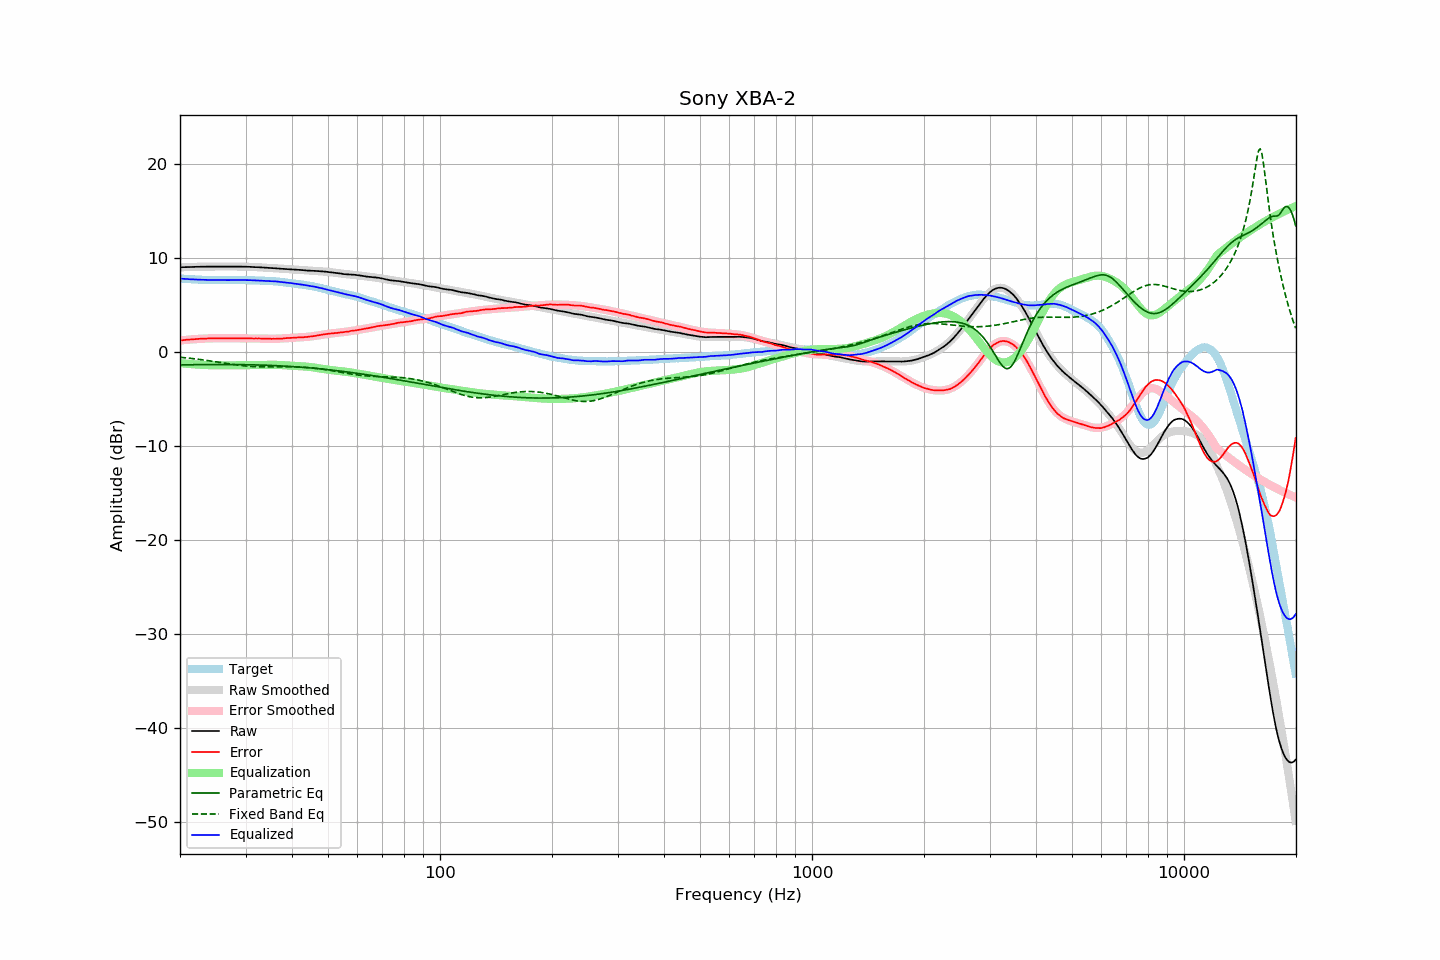 Sony XBA-2
Amplitude (dBr)
20
10
0
−10
−20
−30
−40
−50
Target
Raw Smoothed
Error Smoothed
Raw
Error
Equalization
Parametric Eq
Fixed Band Eq
Equalized
100
1000
10000
Frequency (Hz)